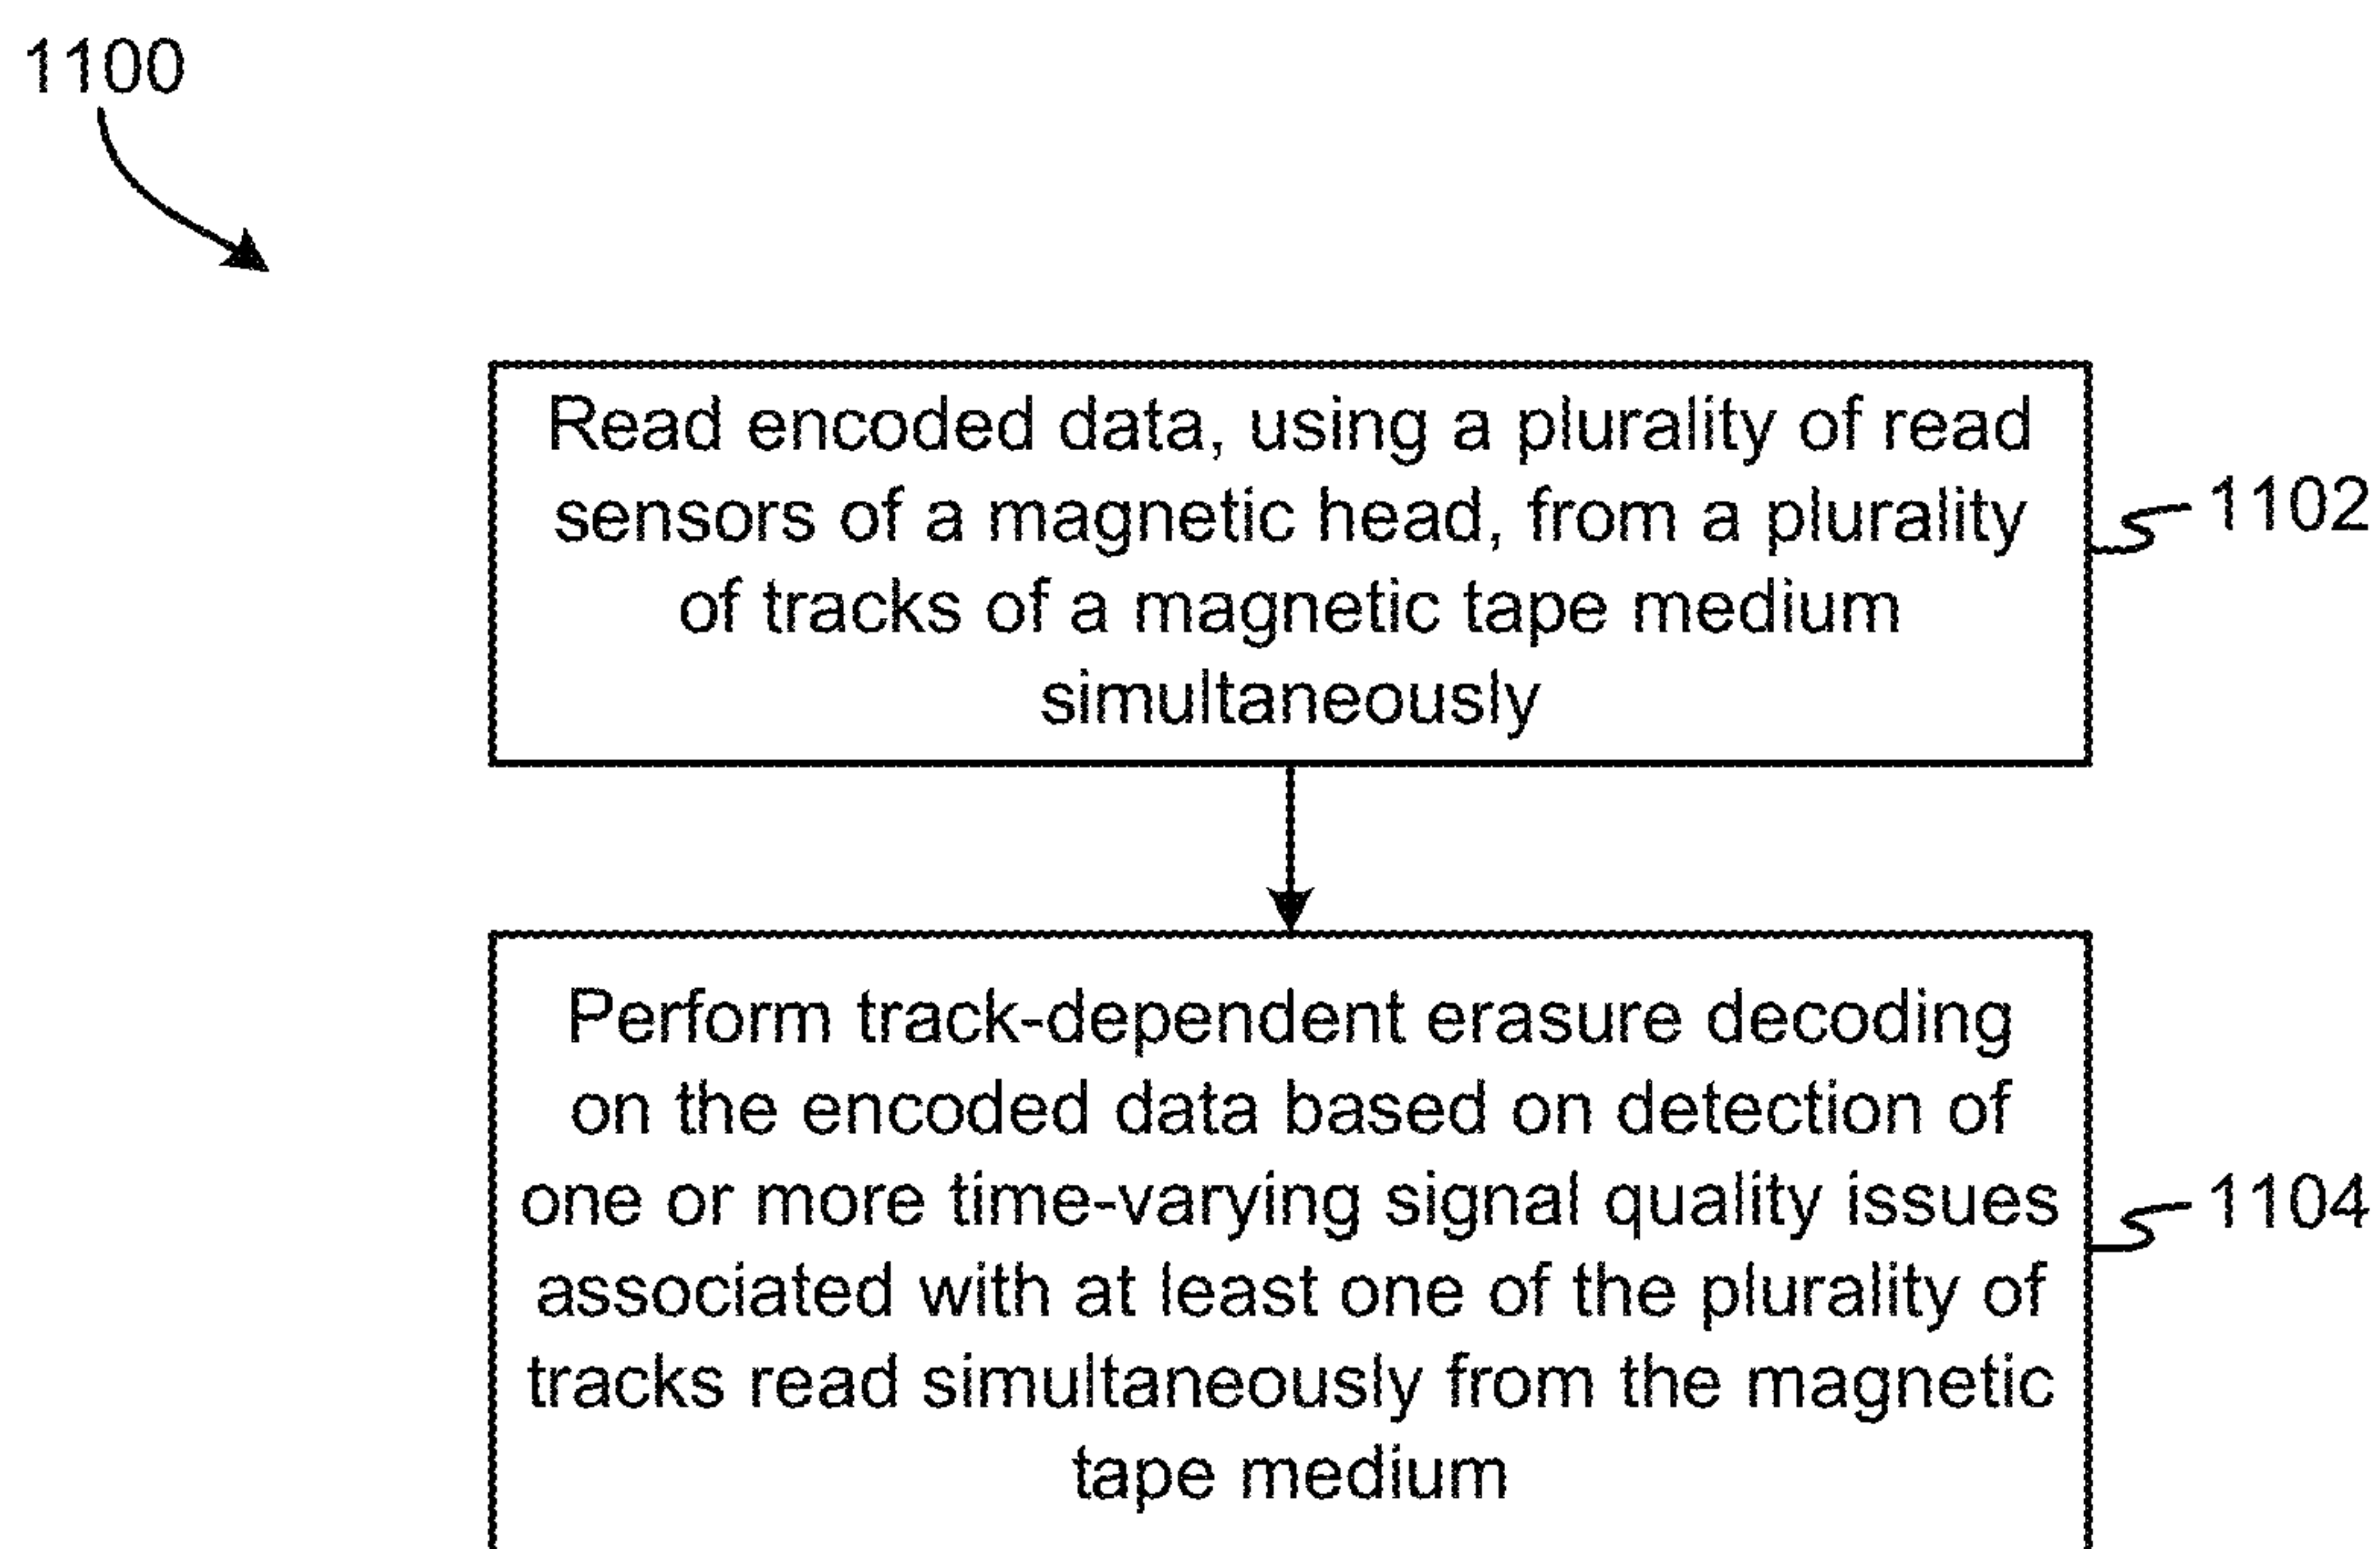 1100
Read encoded data, using a plurality of read
sensors of a magnetic head, from a plurality
of tracks of a magnetic tape medium
simultaneously
1102
Perform track-dependent erasure decoding
on the encoded data based on detection of
one or more time-varying signal quality issues
associated with at least one of the plurality of
tracks read simultaneously from the magnetic
tape medium
1104